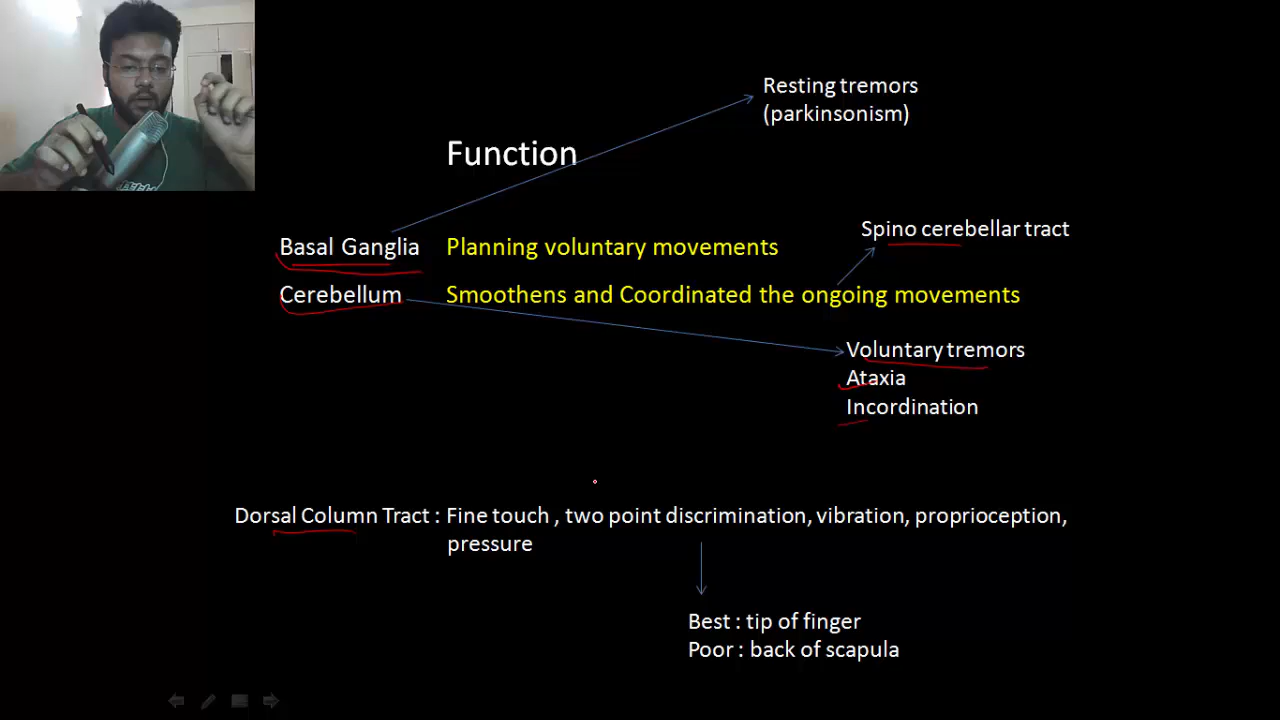 Resting tremors
(parkinsonism)
Function
Spino cerebellar tract
Basal Ganglia Planning voluntary movements
Cerebellum Smoothens and Coordinated the ongoing movements
Voluntary tremors
Ataxia
Incordination
Dorsal Column Tract : Fine touch , two point discrimination, vibration, proprioception,
pressure
Best : tip of finger
Poor : back of scapula